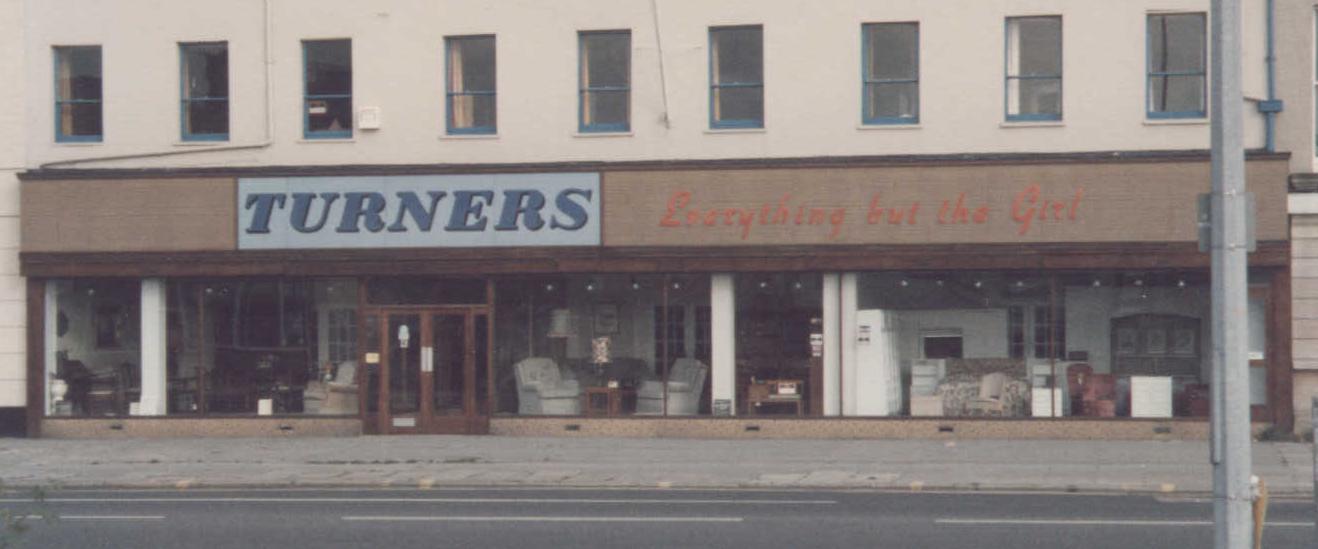 TURNERS
Everything but the Girl